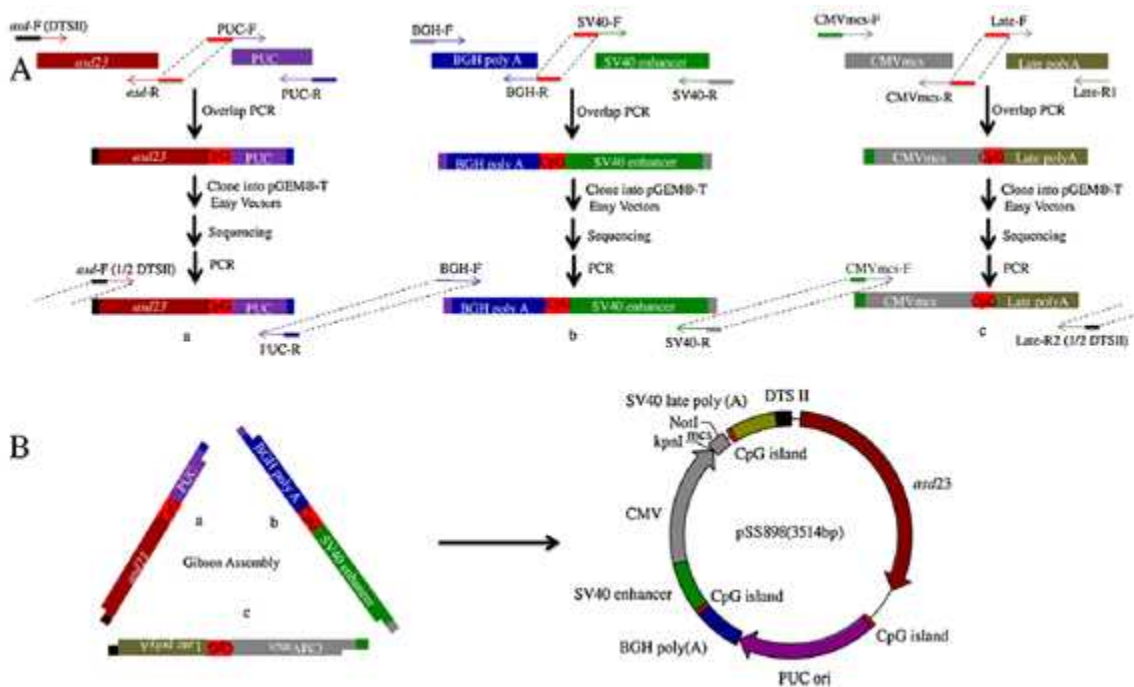 asd-F (DTSII)
PUC-F
asd23
PUC
asd-R
PUC-R
Overlap PCR
asd23
PUC
Clone into pGEM®-T
Easy Vectors
Sequencing
PCR
asd-F (1/2 DTSII)
asd23
PUC
PUC-R
a
BGH-F
SV40-F
BGH poly A
SV40 enhancer
BGH-R
SV40-R
Overlap PCR
BGH poly A
SV40 enhancer
Clone into pGEM®-T
Easy Vectors
Sequencing
PCR
BGH-F
BGH poly A
SV40 enhancer
SV40-R
b
CMVmcs-F
Late-F
CMVmcs
Late polyA
CMVmcs-R
Late-R1
Overlap PCR
CMVmcs
Late polyA
Clone into pGEM®-T
Easy Vectors
Sequencing
PCR
CMVmcs-F
CMVmcs
Late polyA
Late-R2 (1/2 DTSII)
c
A
B
PUC
asd23
a
BGH poly A
SV40 enhancer
b
Gibson Assembly
c
Late polyA
CMVmcs
SV40 late poly (A)
DTS II
NotI
kpnI
mcs
CpG island
asd23
CMV
pSS898(3514bp)
SV40 enhancer
CpG island
BGH poly(A)
CpG island
PUC ori